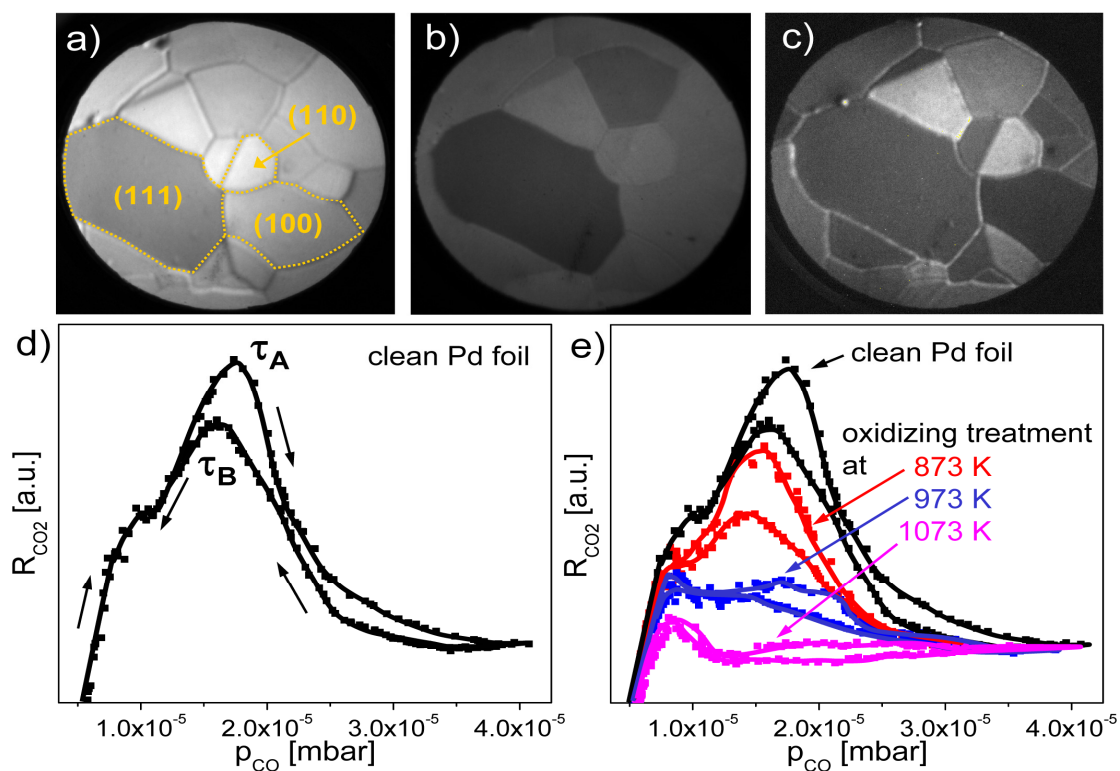 a)
b)
c)
(110)
(111)
(100)
d)
τA
clean Pd foil
τB
RCO2 [a.u.]
1.0x10-5
2.0x10-5
3.0x10-5
4.0x10-5
pCO [mbar]
e)
clean Pd foil
oxidizing treatment
at
873 K
973 K
1073 K
RCO2 [a.u.]
1.0x10-5
2.0x10-5
3.0x10-5
4.0x10-5
pCO [mbar]